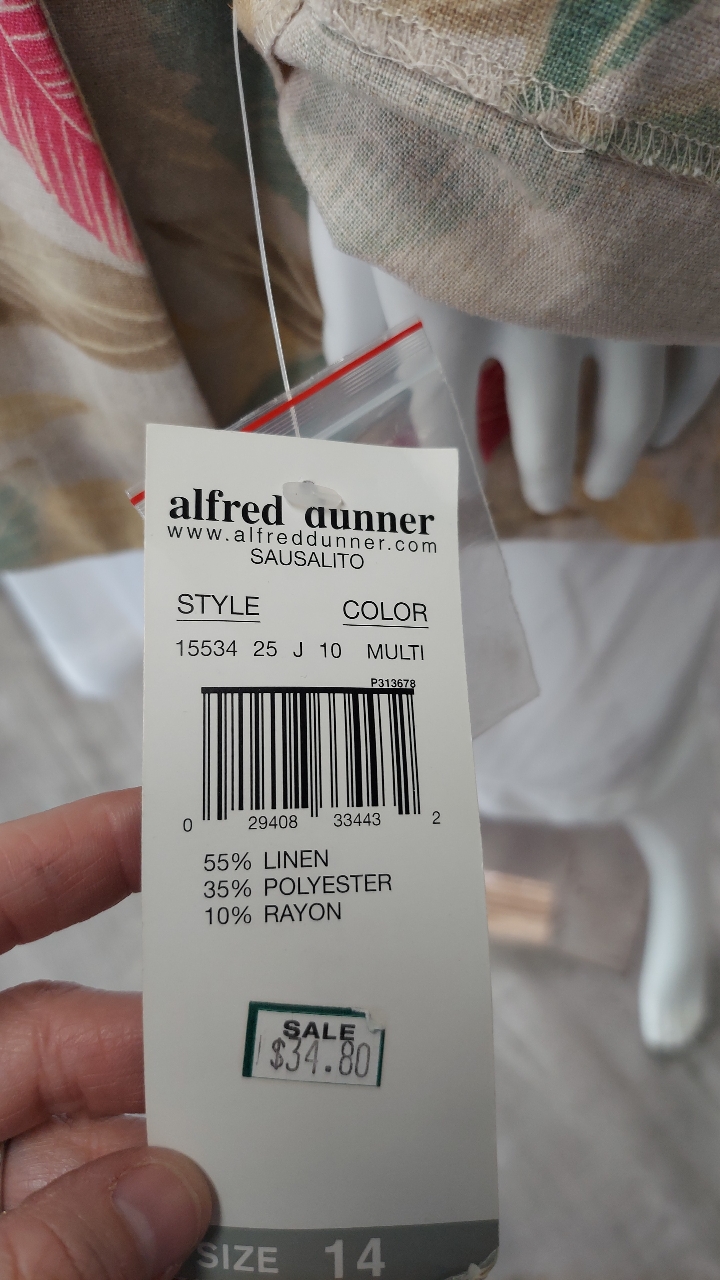 alfred dunner
www.alfreddunner.com
SAUSALITO
STYLE COLOR
15534 25 J 10 MULTI
P313678
0 29408 33443 2
55% LINEN
35% POLYESTER
10% RAYON
SALE
$34.80
SIZE 14